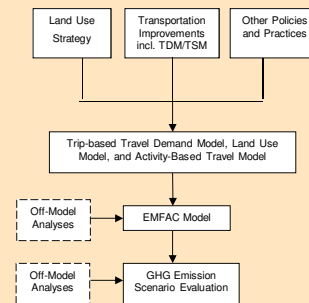 Land Use
Strategy
Transportation
Improvements
incl. TDM/TSM
Other Policies
and Practices
Trip-based Travel Demand Model, Land Use
Model, and Activity-Based Travel Model
Off-Model
Analyses
EMFAC Model
Off-Model
Analyses
GHG Emission
Scenario Evaluation